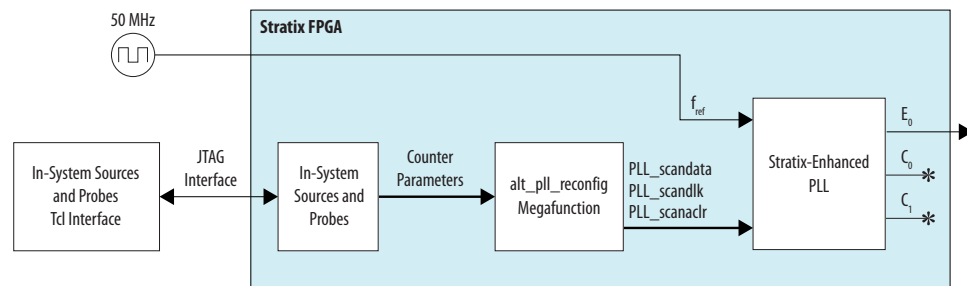 50 MHz
Stratix FPGA
f_ref
E_0
C_0
C_1
In-System Sources
and Probes
Tcl Interface
JTAG
Interface
In-System
Sources and
Probes
Counter
Parameters
alt_pll_reconfig
Megafunction
PLL_scandata
PLL_scandlk
PLL_scanaclr
Stratix-Enhanced
PLL